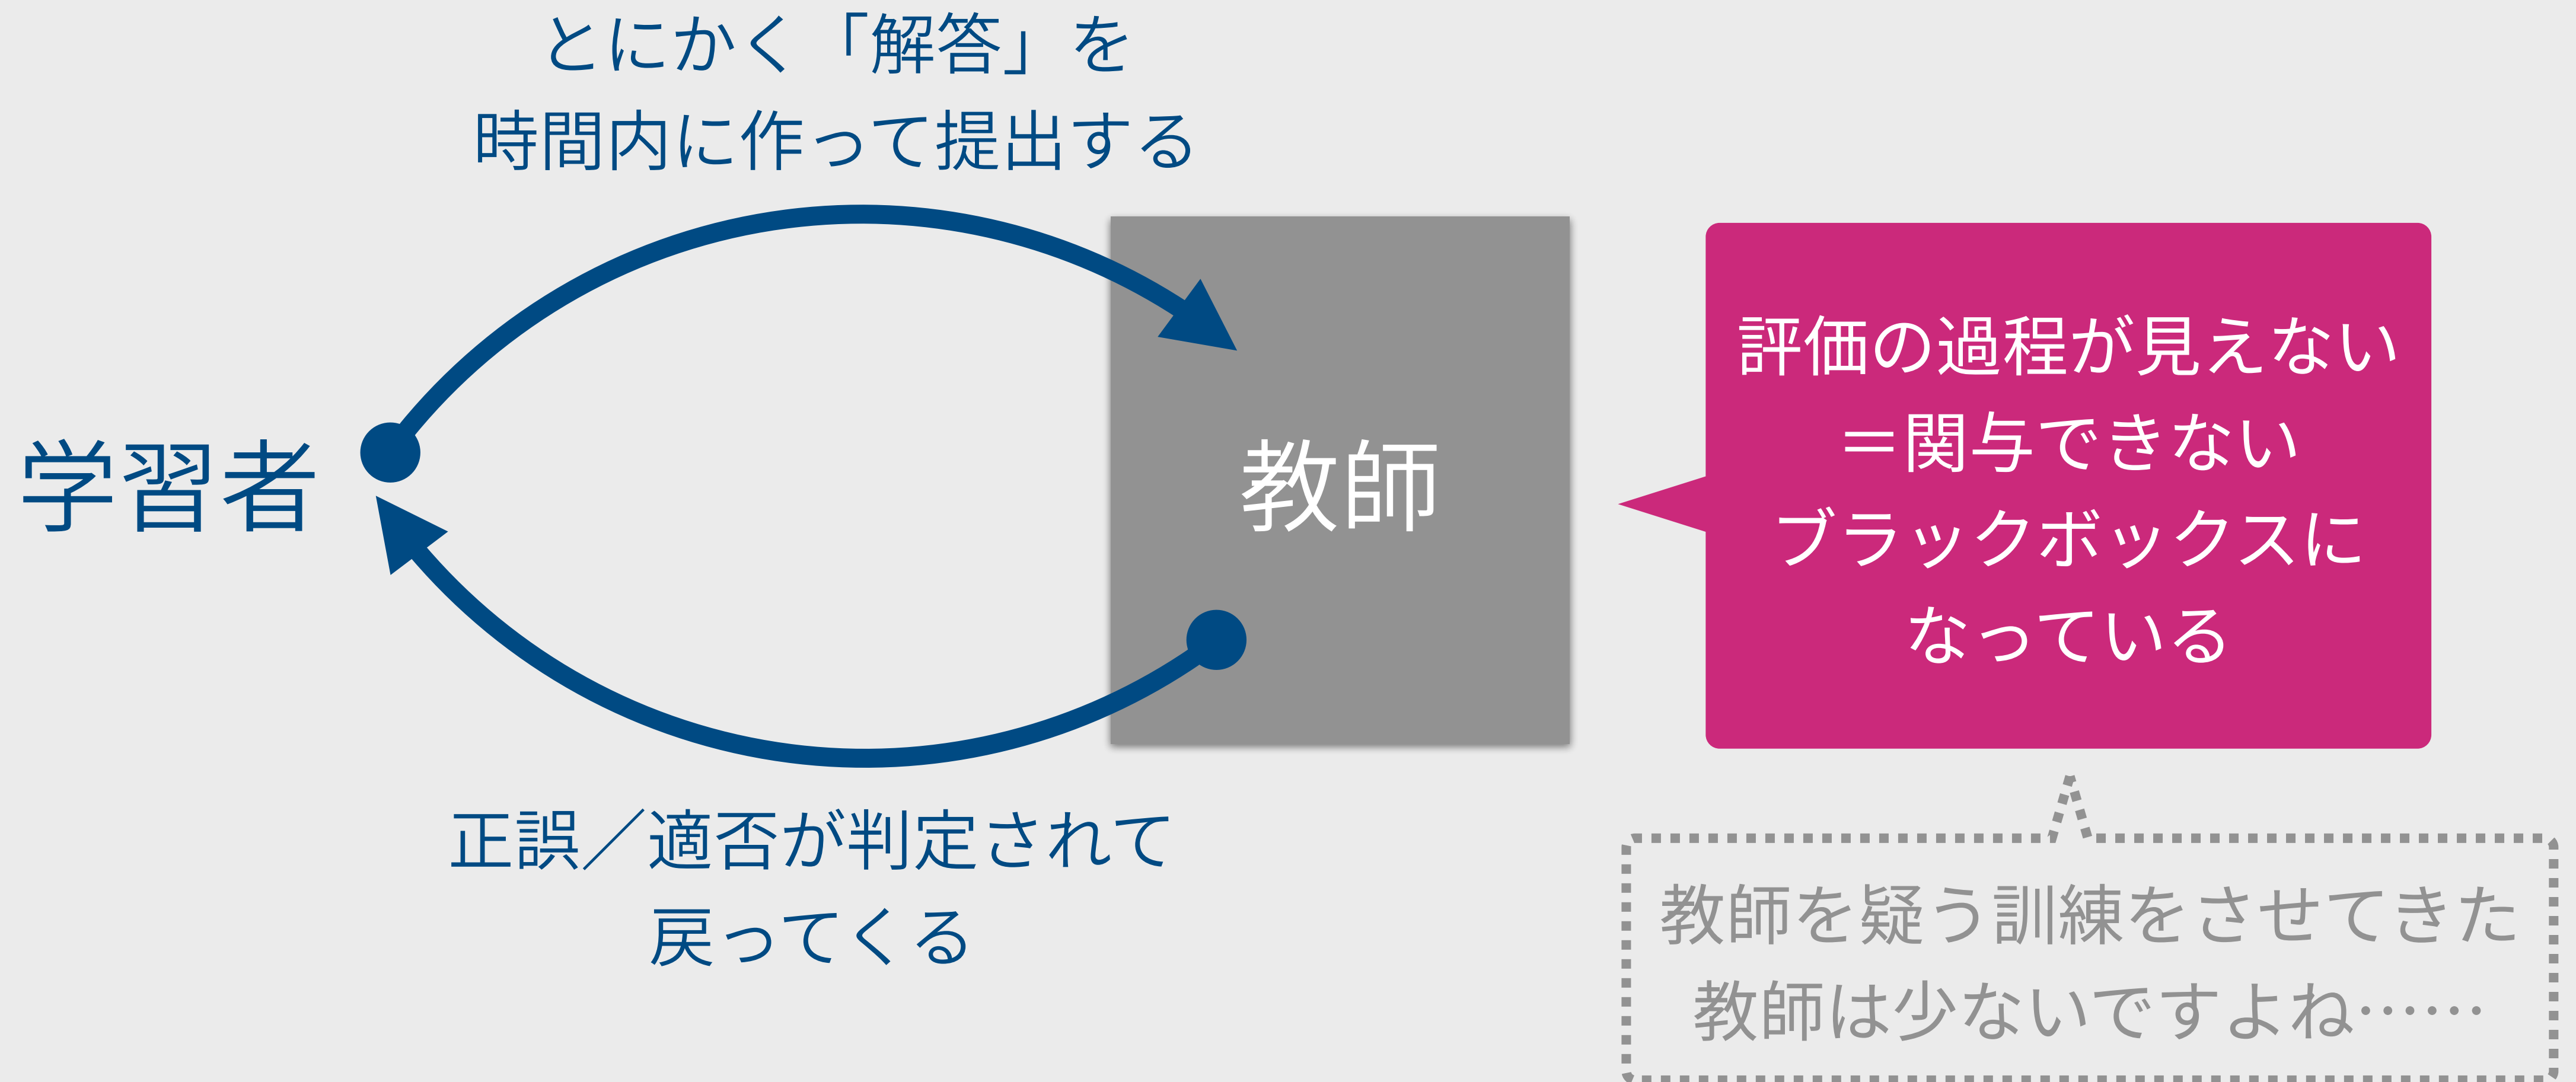 とにかく「解答」を
時間内に作って提出する
学習者
教師
評価の過程が見えない
＝関与できない
ブラックボックスに
なっている
正誤／適否が判定されて
戻ってくる
教師を疑う訓練をさせてきた
教師は少ないですよね……